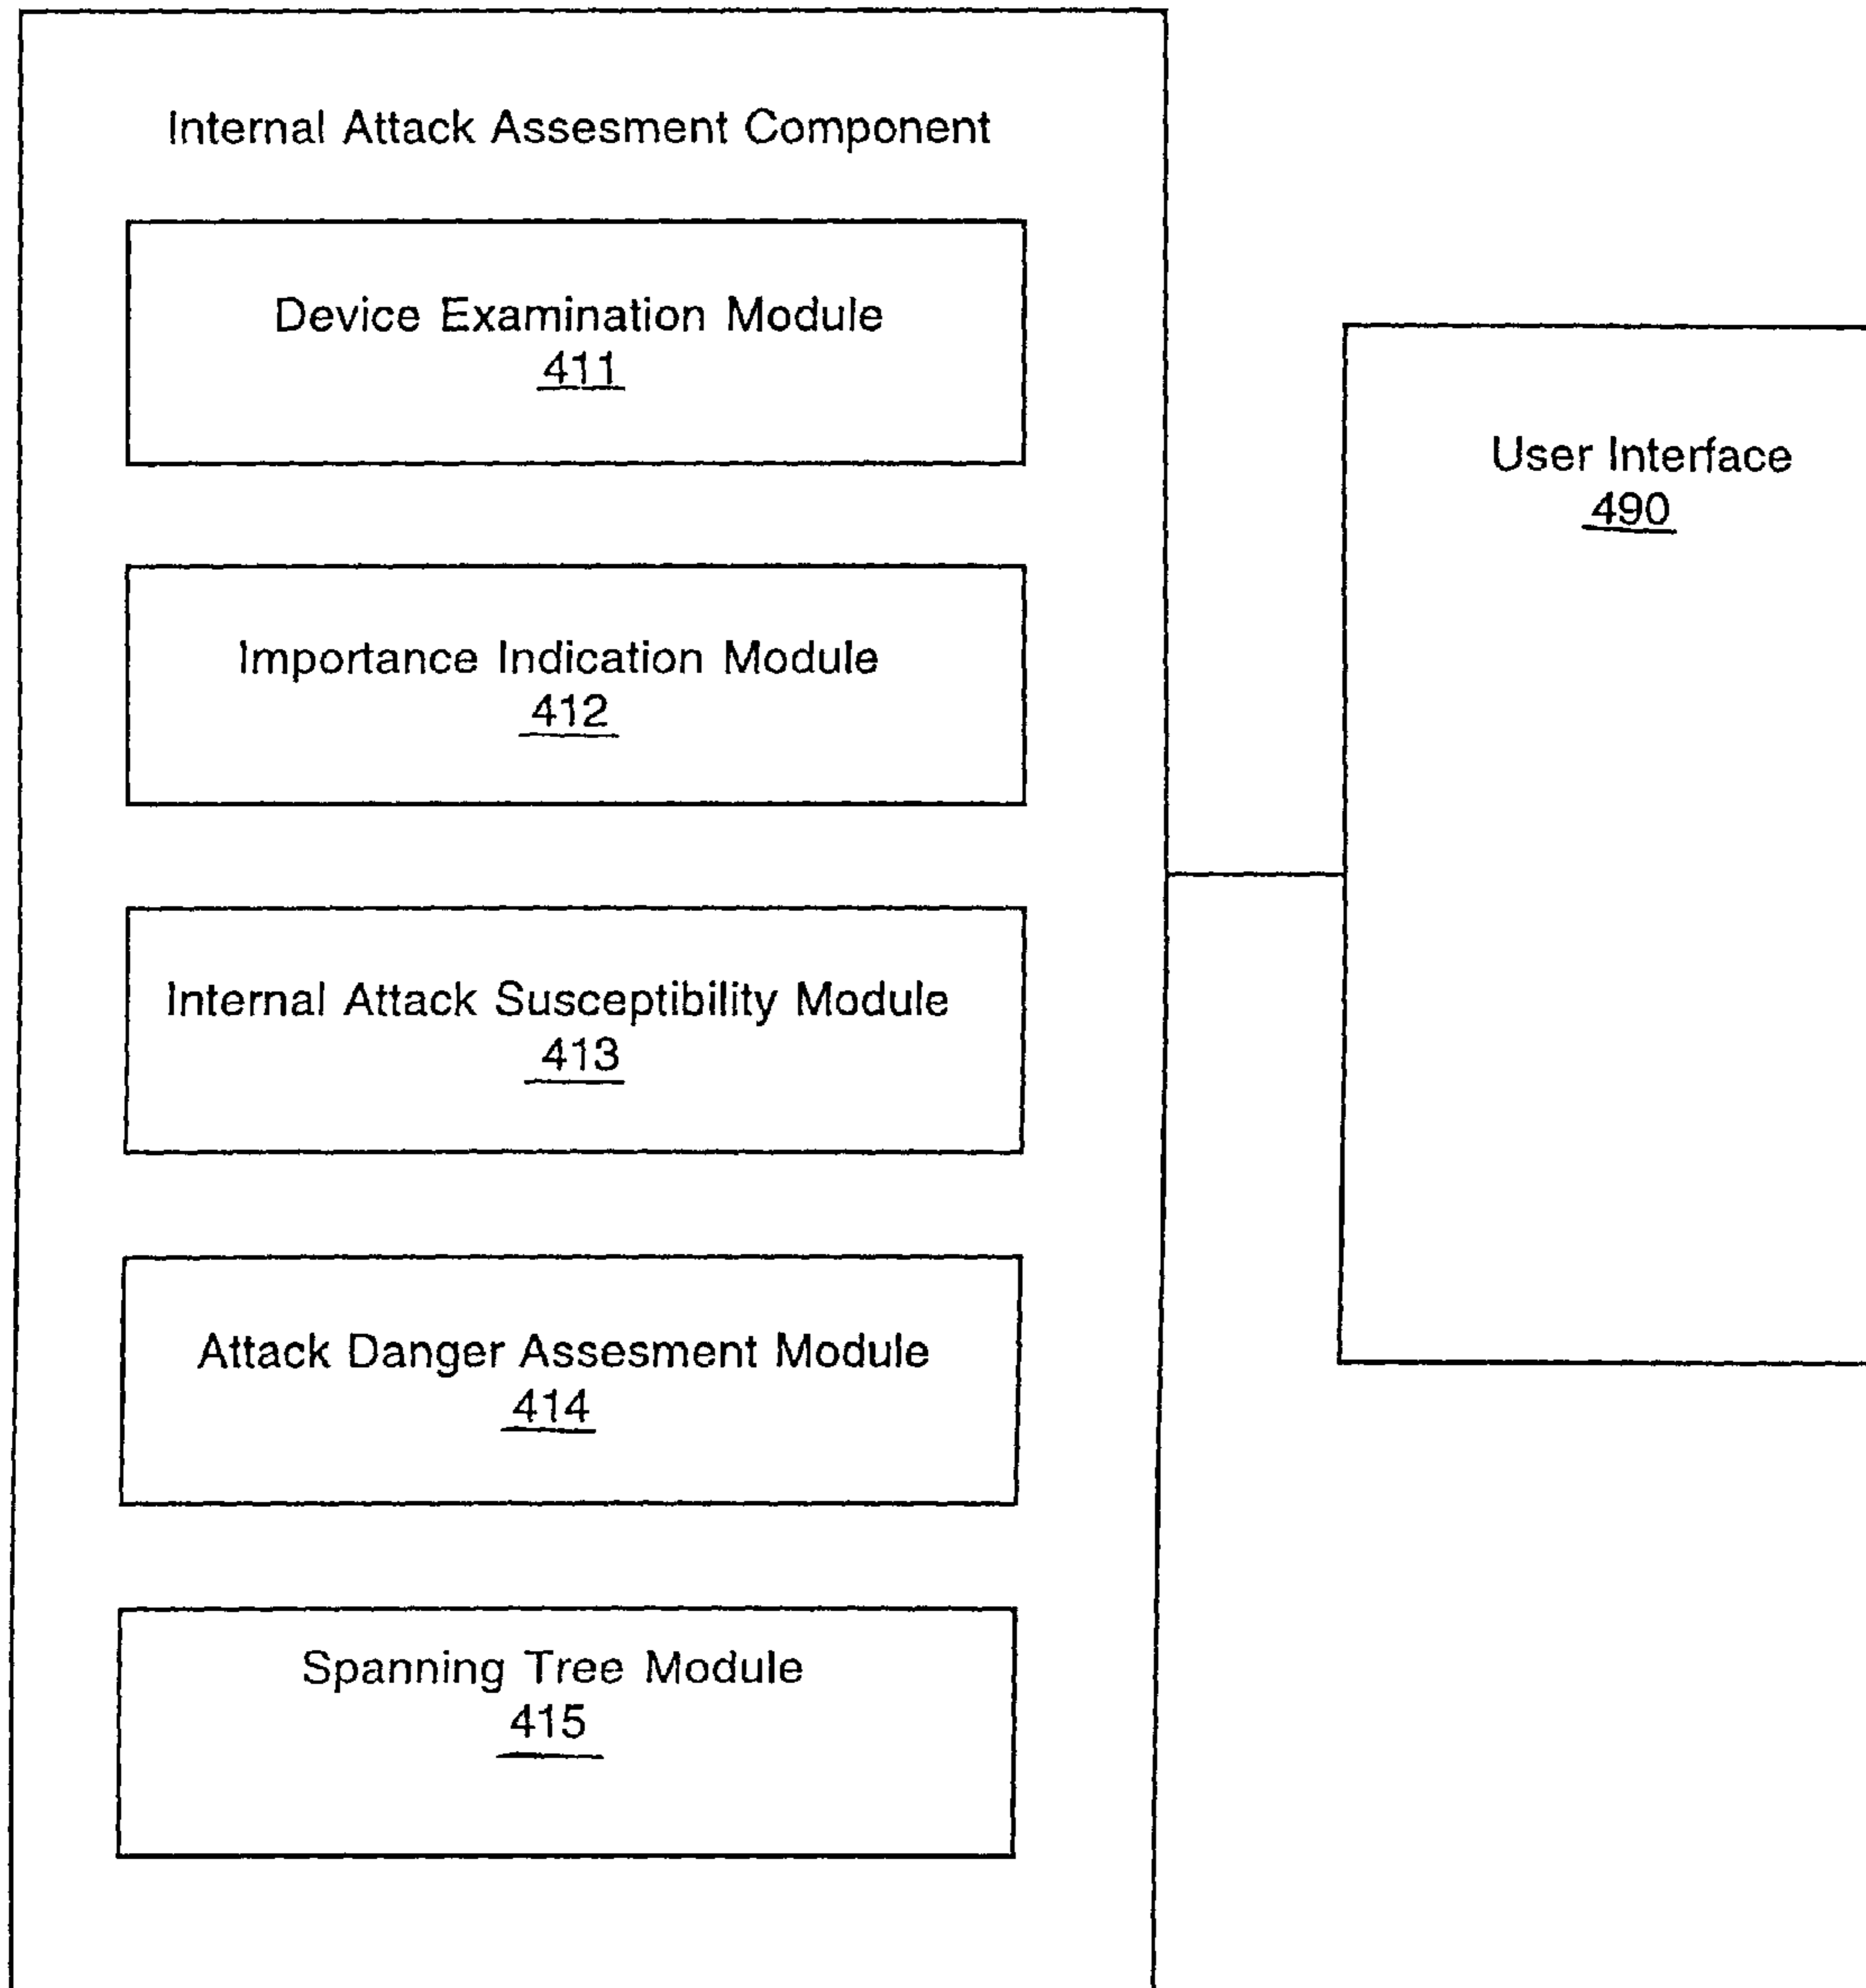 Internal Attack Assesment Component
Device Examination Module
411
Importance Indication Module
412
Internal Attack Susceptibility Module
413
Attack Danger Assesment Module
414
Spanning Tree Module
415
User Interface
490